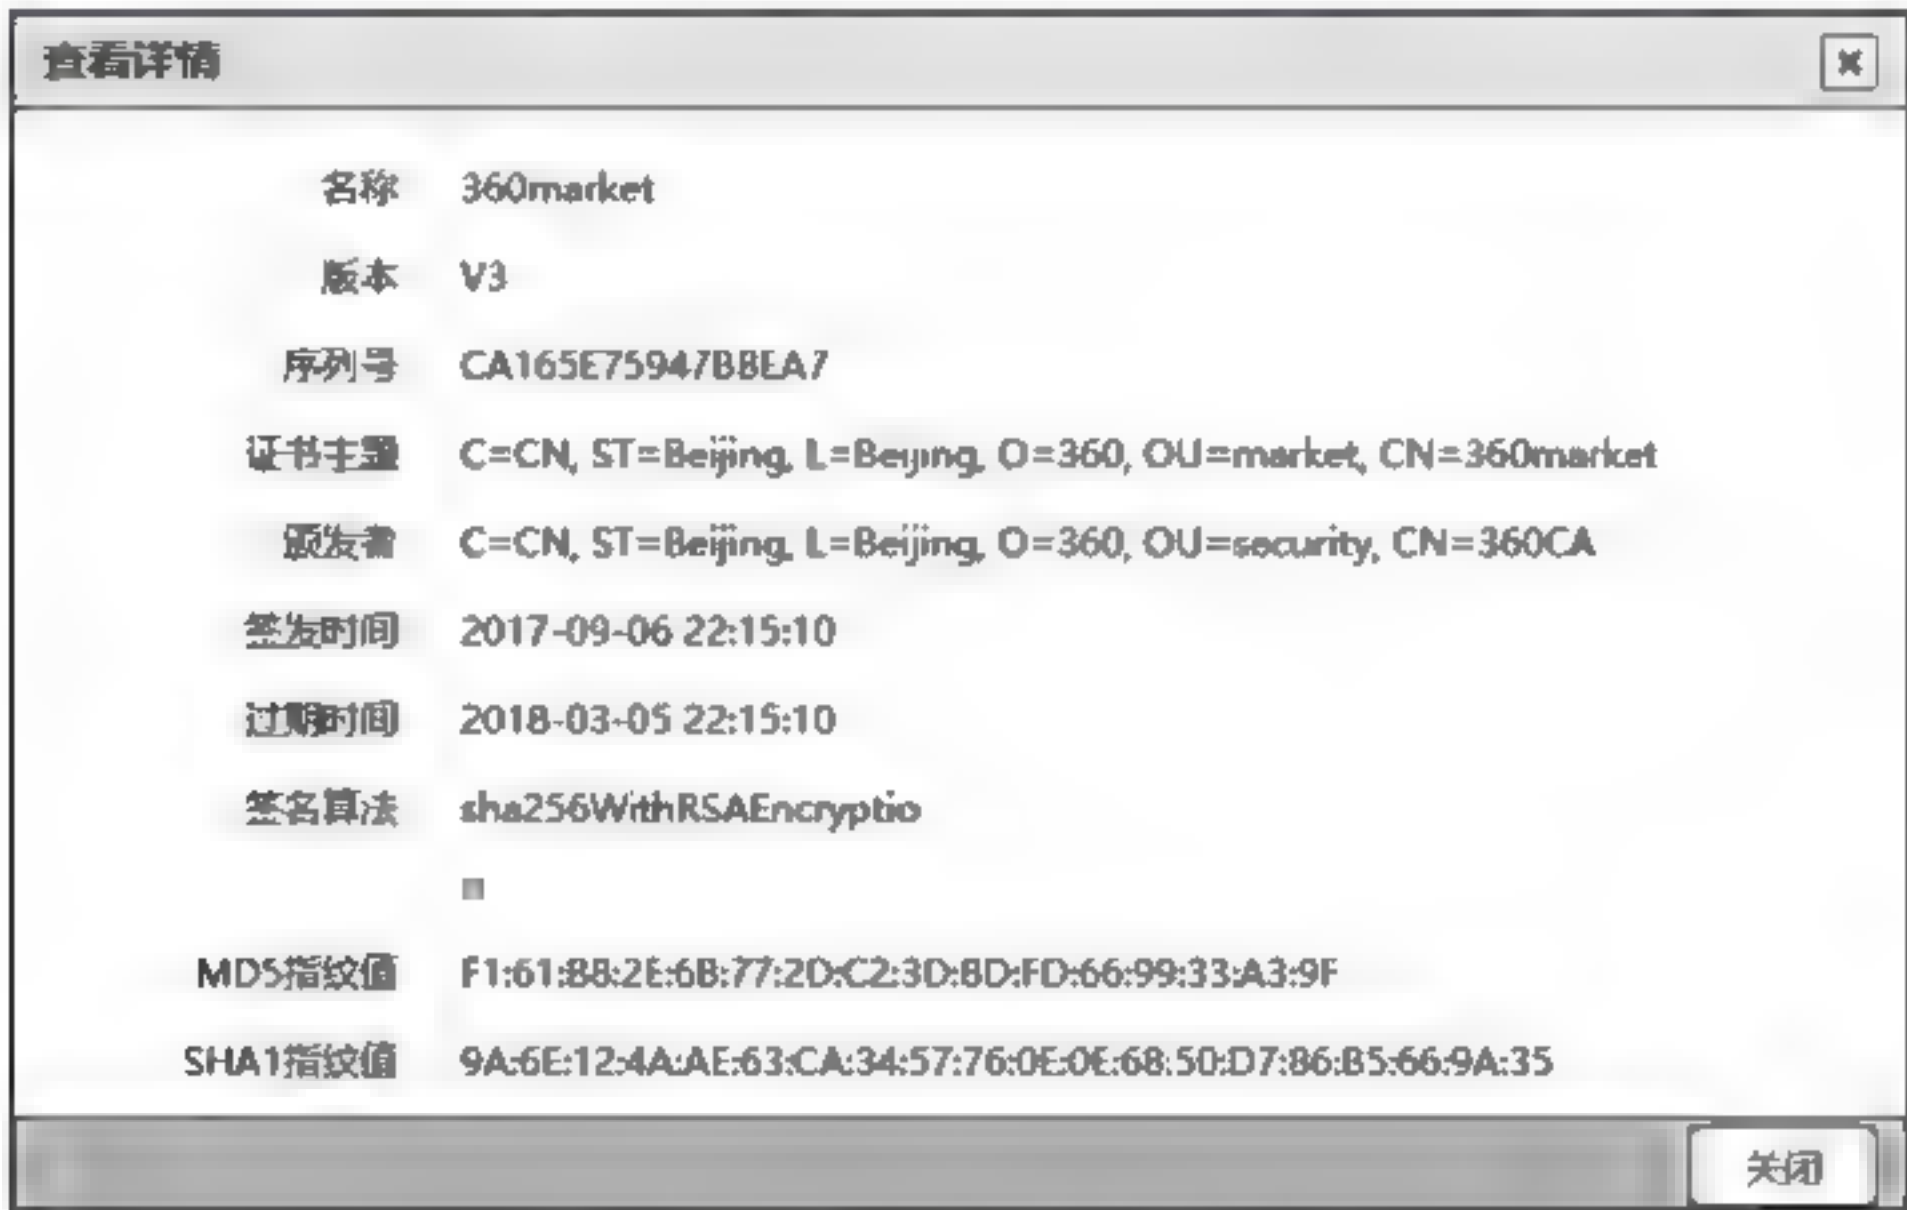 查看详情
名称 360market
版本 V3
序列号 CA165E75947BBEA7
证书主题 C=CN, ST=Beijing, L=Beijing, O=360, OU=market, CN=360market
颁发者 C=CN, ST=Beijing, L=Beijing, O=360, OU=security, CN=360CA
签发时间 2017-09-06 22:15:10
过期时间 2018-03-05 22:15:10
签名算法 sha256WithRSAEncryptio
MD5指纹值 F1:61:B8:2E:6B:77:2D:C2:3D:8D:FD:66:99:33:A3:9F
SHA1指纹值 9A:6E:12:4A:AE:63:CA:34:57:76:0E:0E:68:50:D7:86:B5:66:9A:35
关闭